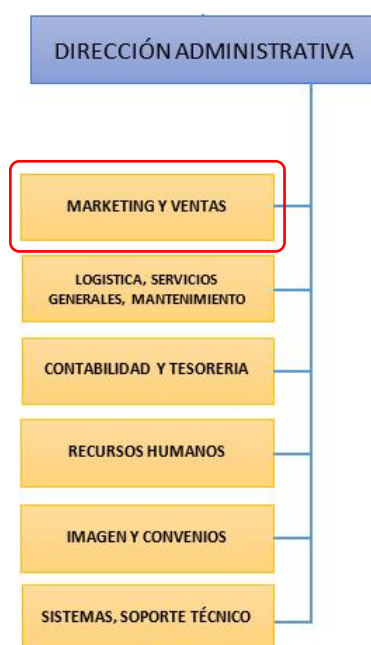 DIRECCIÓN ADMINISTRATIVA
MARKETING Y VENTAS
LOGISTICA, SERVICIOS
GENERALES, MANTENIMIENTO
CONTABILIDAD Y TESORERIA
RECURSOS HUMANOS
IMAGEN Y CONVENIOS
SISTEMAS, SOPORTE TÉCNICO